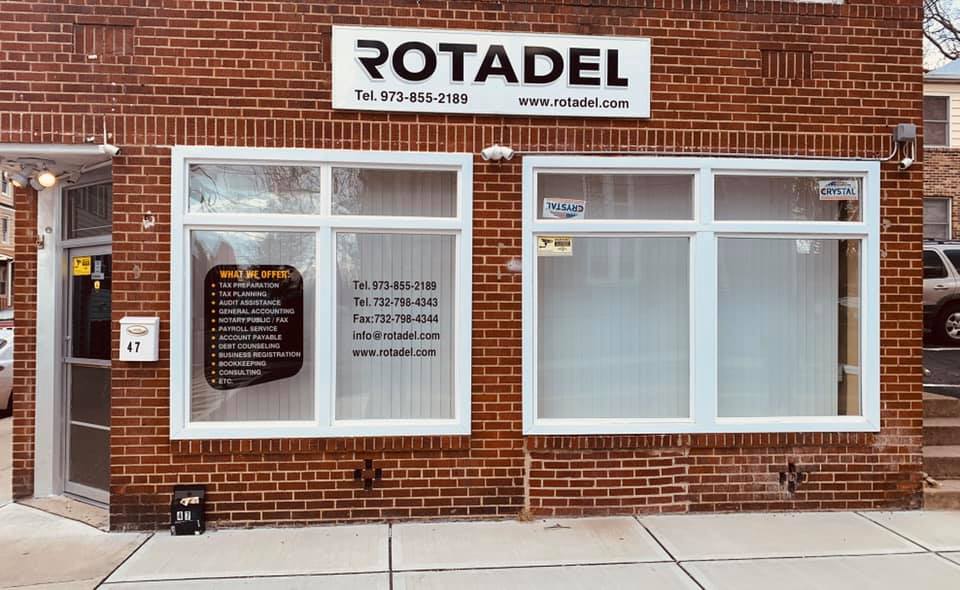 ROTADEL
Tel. 973-855-2189
www.rotadel.com
CRYSTAL
CRYSTAL
WHAT WE OFFER:
TAX PREPARATION
TAX PLANNING
AUDIT ASSISTANCE
GENERAL ACCOUNTING
NOTARY PUBLIC / FAX
PAYROLL SERVICE
ACCOUNT PAYABLE
DEBT COUNSELING
BUSINESS REGISTRATION
BOOKKEEPING
CONSULTING
ETC.
Tel. 973-855-2189
Tel. 732-798-4343
Fax:732-798-4344
info@rotadel.com
www.rotadel.com
47
47